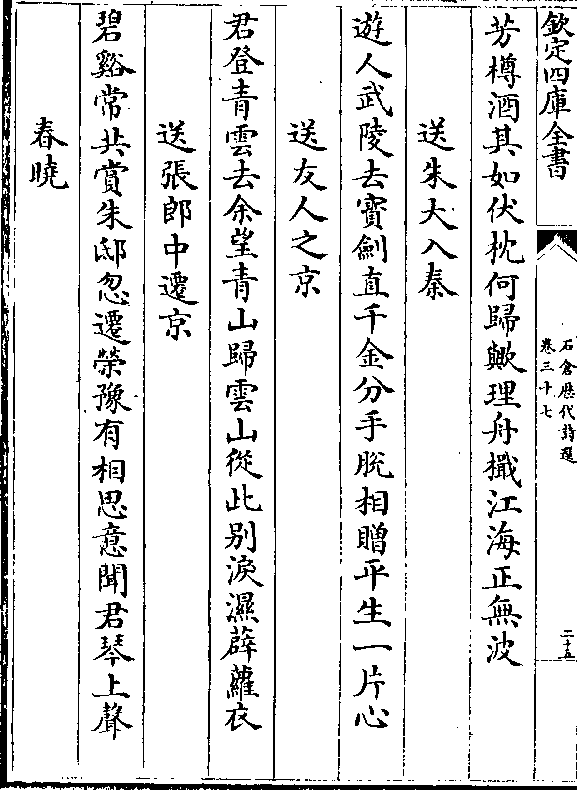 欽定四庫全書
石倉歷代詩選
卷三十七
二十五
芳樽酒其如伏枕何歸歟理舟檝江海正無波
送朱大入秦
遊人武陵去寳劍直千金分手脫相贈平生一片心
送友人之京
君登青雲去余望青山歸雲山從此别淚濕薜蘿衣
送張郎中遷京
碧谿常共賞朱邸忽遷榮豫有相思意聞君琴上聲
春曉